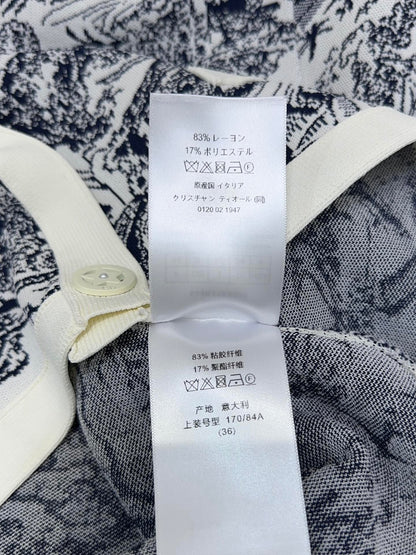 83% レーヨン
17% ポリエステル
原産国 イタリア
クリスチャン ディオール (同)
0120 02 1947
83% 粘胶纤维
17% 聚酯纤维
产地 意大利
上装号型 170/84A
(36)